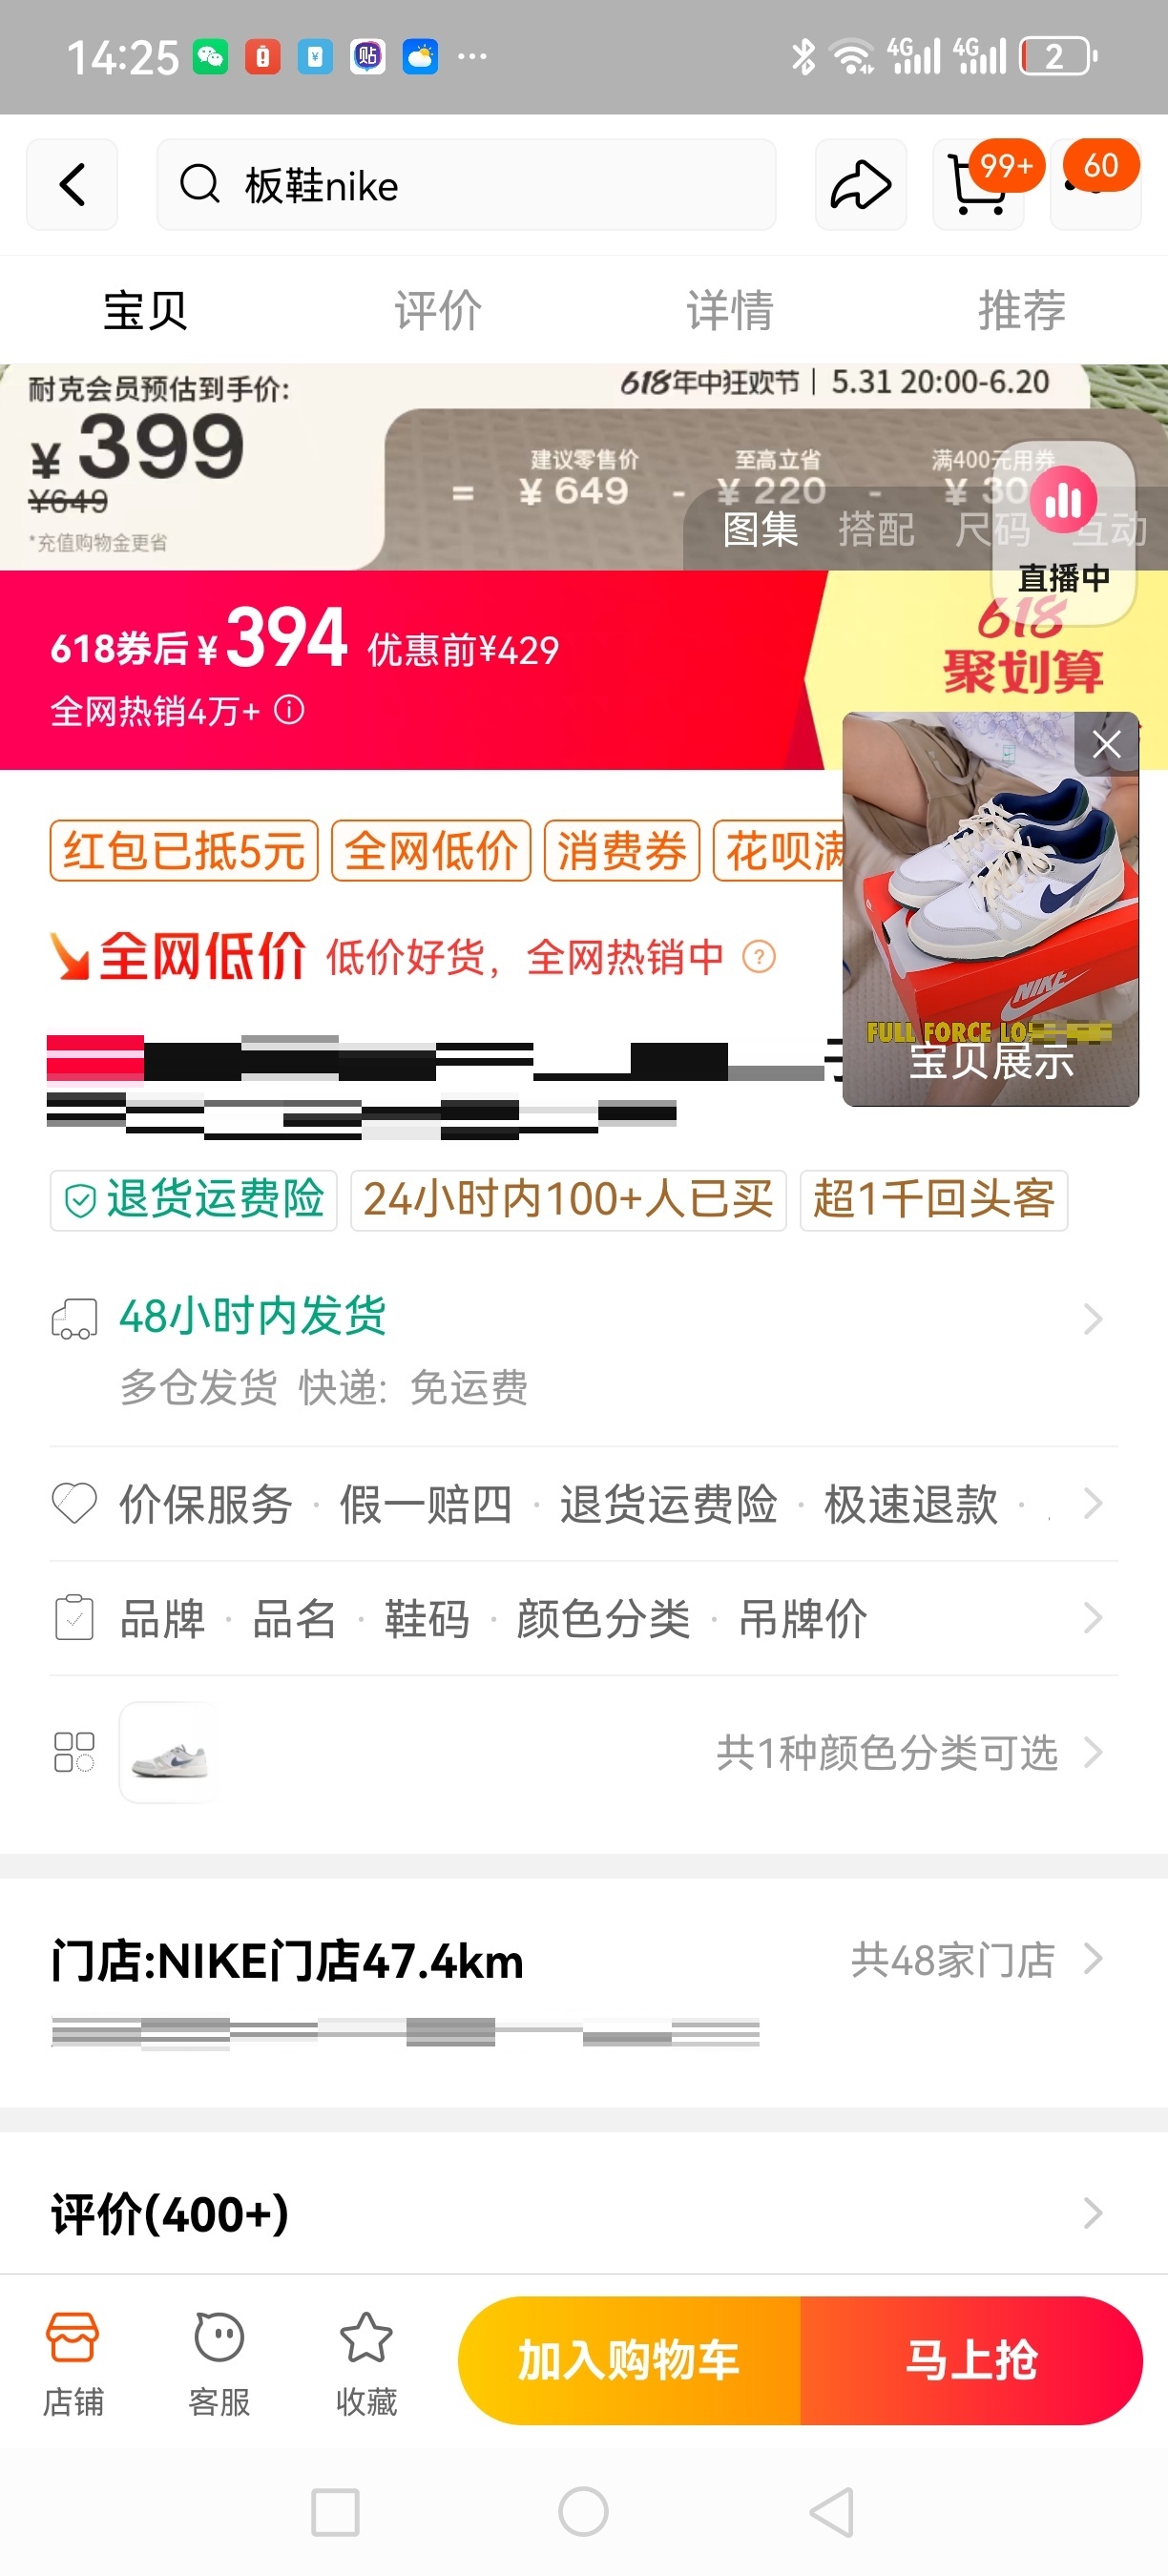 14:25
4G 4G 2
板鞋nike
99+
60
宝贝 评价 详情 推荐
耐克会员预估到手价:
618年中狂欢节 | 5.31 20:00-6.20
¥399
¥649
*充值购物金更省
建议零售价 至高立省 满400元用券
= ¥ 649 - ¥ 220 - ¥ 30
图集 搭配 尺码 互动
直播中
618券后¥394 优惠前¥429
全网热销4万+
618
聚划算
红包已抵5元 全网低价 消费券 花呗满
全网低价 低价好货，全网热销中 ?
NIKE
FULL FORCE LO
宝贝展示
退货运费险 24小时内100+人已买 超1千回头客
48小时内发货
多仓发货 快递: 免运费
价保服务 · 假一赔四 · 退货运费险 · 极速退款 ·
品牌 · 品名 · 鞋码 · 颜色分类 · 吊牌价
共1种颜色分类可选
门店:NIKE门店47.4km 共48家门店
评价(400+)
店铺 客服 收藏 加入购物车 马上抢